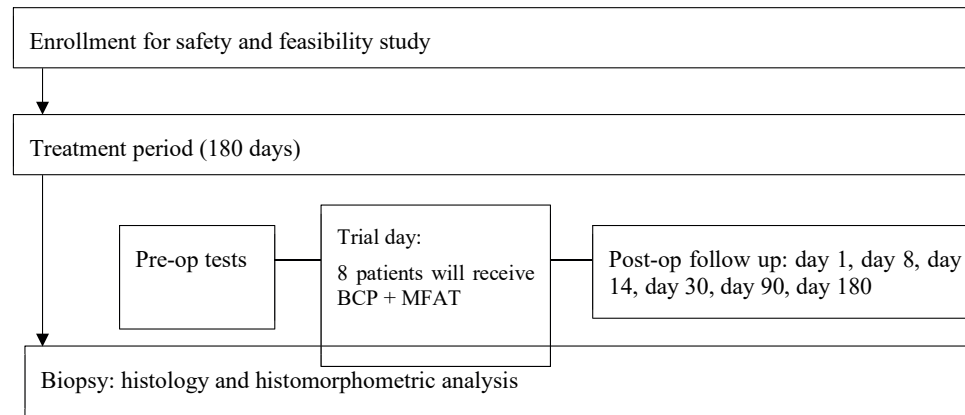 Enrollment for safety and feasibility study
Treatment period (180 days)
Pre-op tests
Trial day:
8 patients will receive
BCP + MFAT
Post-op follow up: day 1, day 8, day
14, day 30, day 90, day 180
Biopsy: histology and histomorphometric analysis